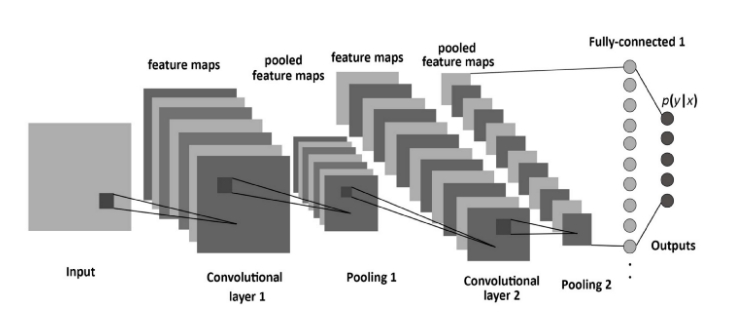 Fully-connected 1
feature maps
pooled
feature maps
feature maps
pooled
feature maps
p(y|x)
Input
Convolutional
layer 1
Pooling 1
Convolutional
layer 2
Pooling 2
Outputs